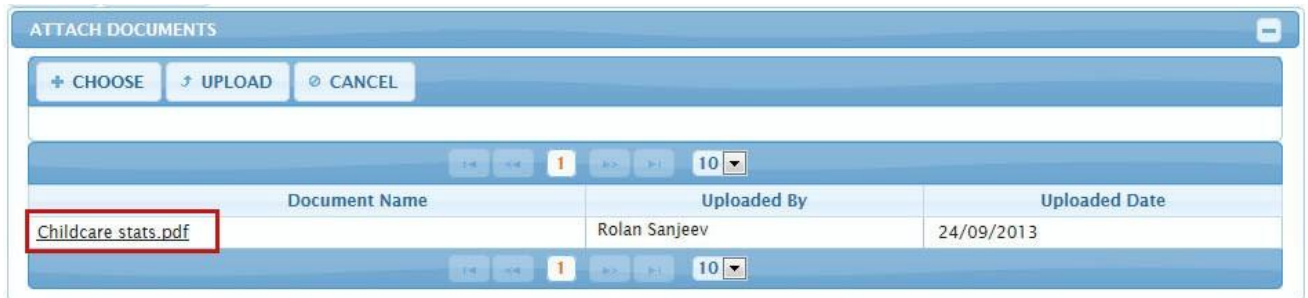 ATTACH DOCUMENTS
CHOOSE UPLOAD CANCEL
1 10
Document Name Uploaded By Uploaded Date
Childcare stats.pdf Rolan Sanjeev 24/09/2013
1 10